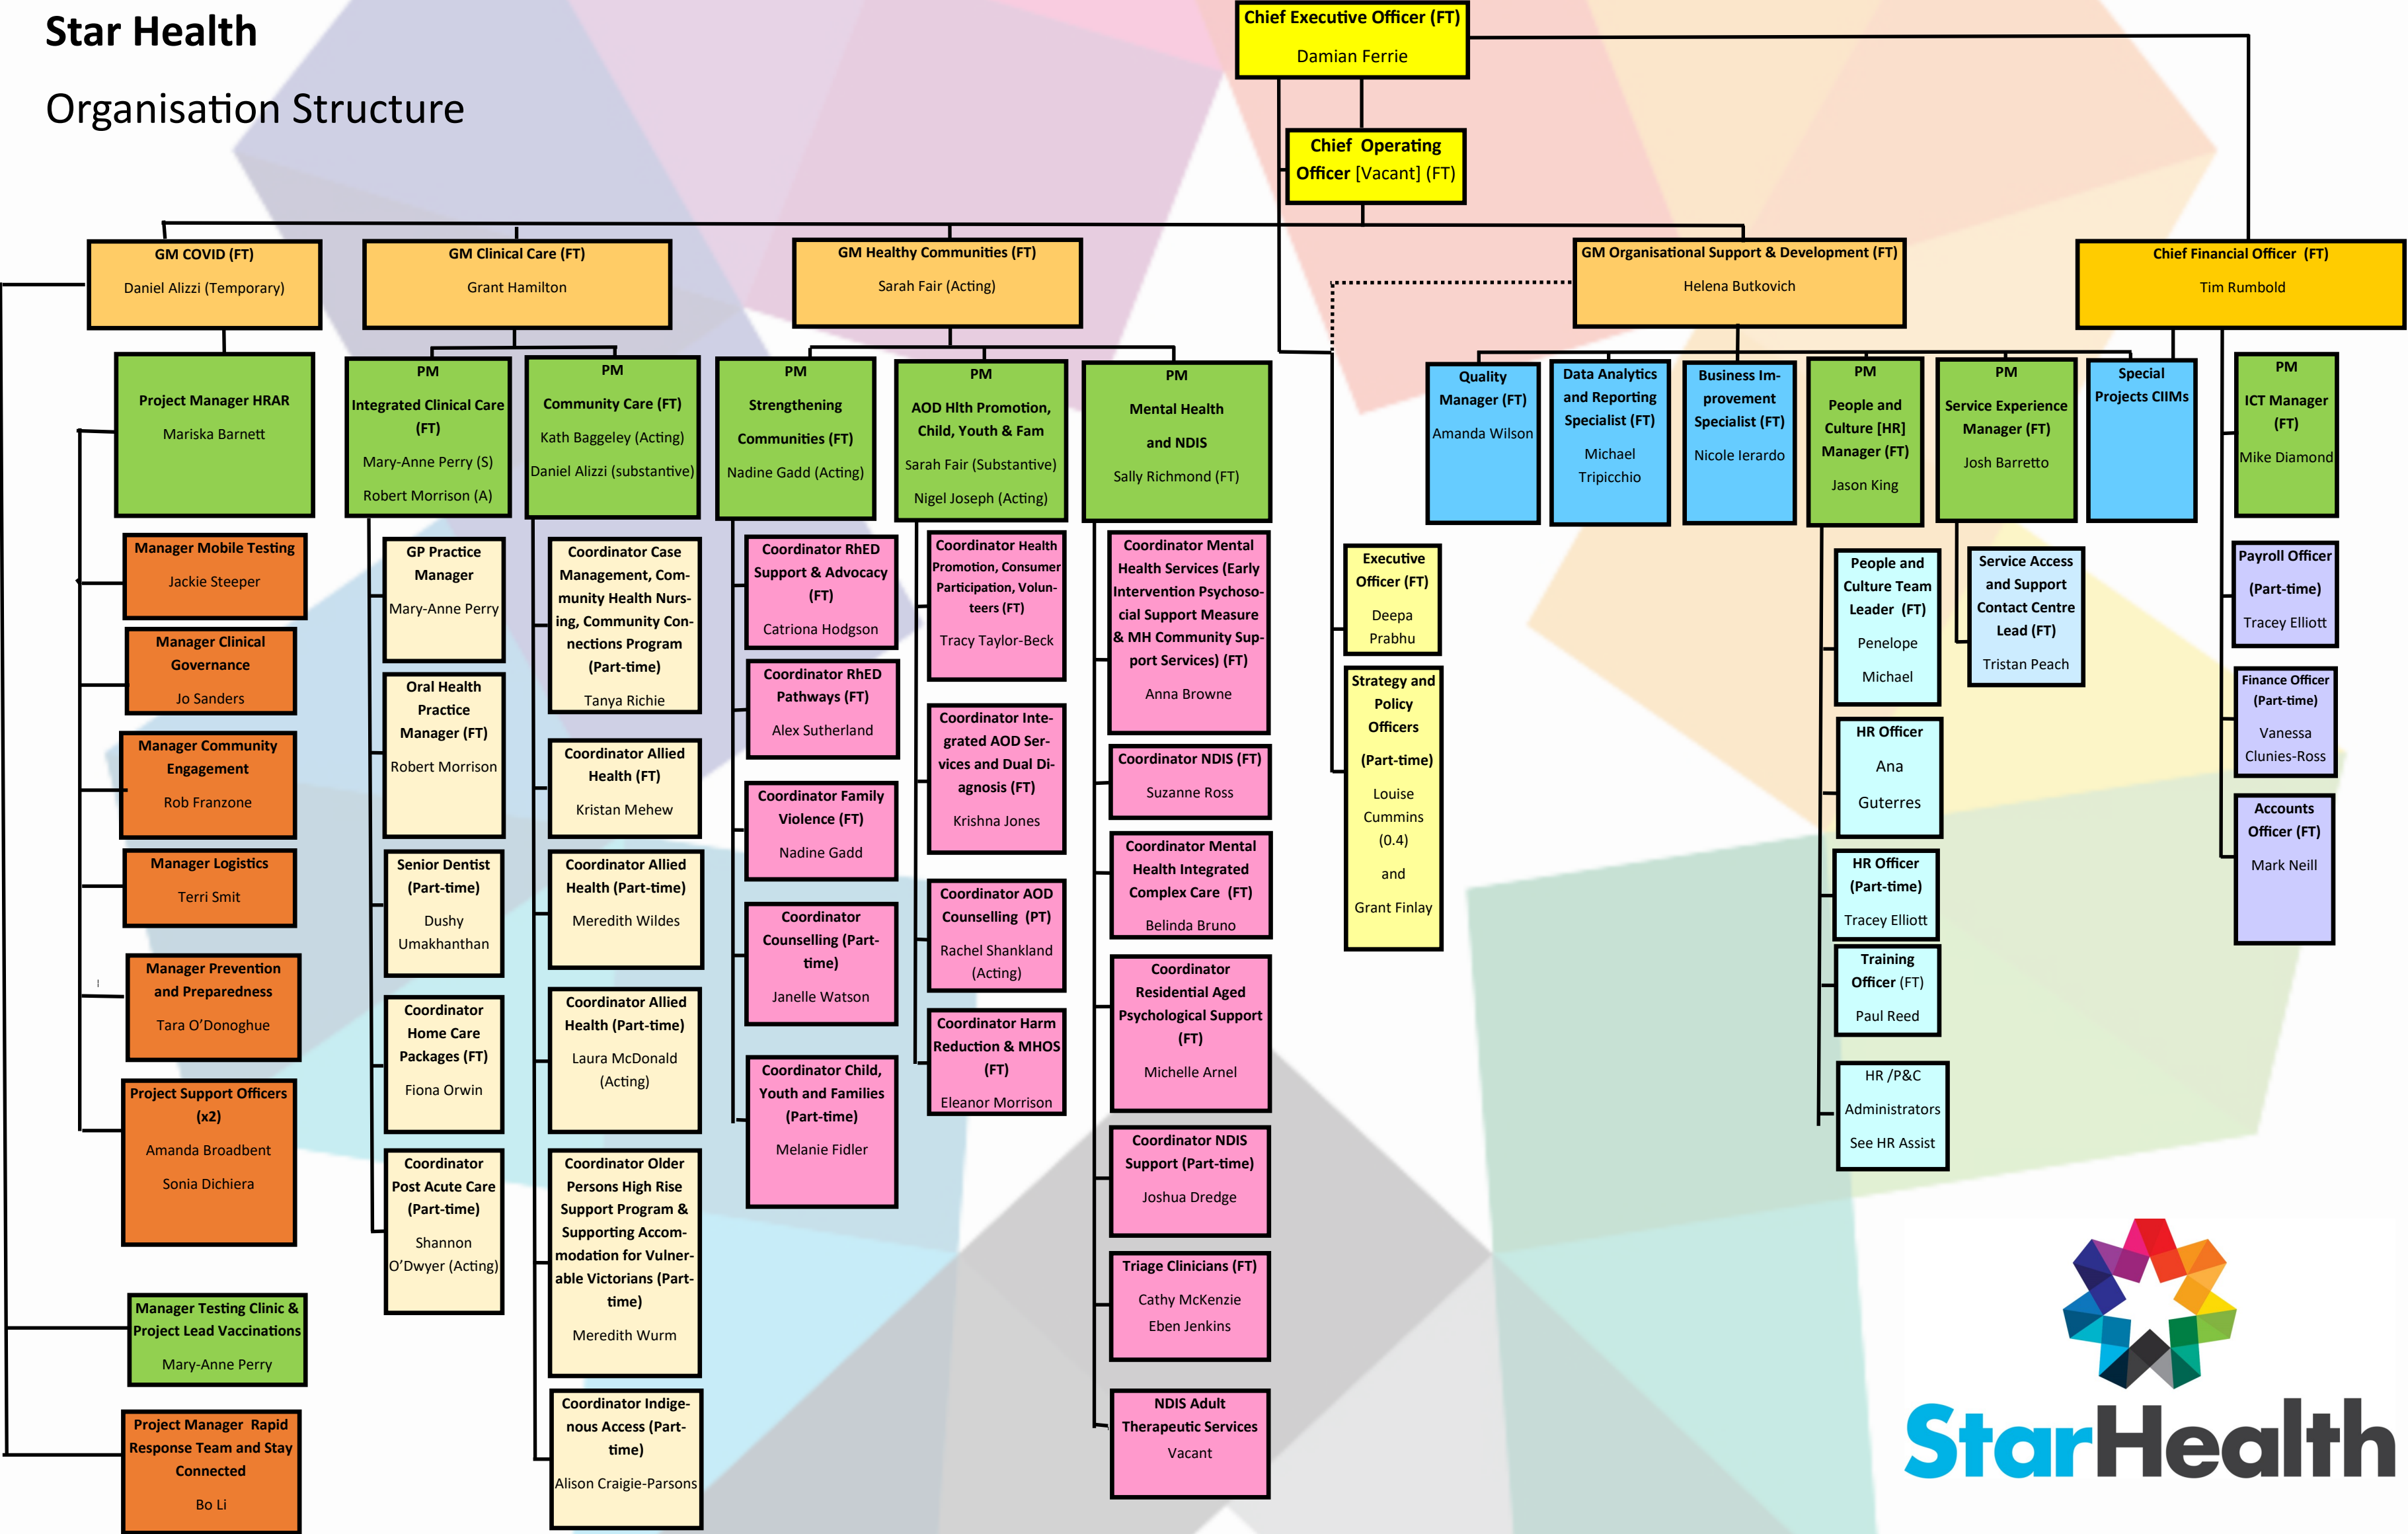 Star Health
Organisation Structure
Chief Executive Officer (FT)
Damian Ferrie
Chief Operating
Officer [Vacant] (FT)
GM COVID (FT)
Daniel Alizzi (Temporary)
GM Clinical Care (FT)
Grant Hamilton
GM Healthy Communities (FT)
Sarah Fair (Acting)
GM Organisational Support & Development (FT)
Helena Butkovich
Chief Financial Officer (FT)
Tim Rumbold
Project Manager HRAR
Mariska Barnett
Manager Mobile Testing
Jackie Steeper
Manager Clinical
Governance
Jo Sanders
Manager Community
Engagement
Rob Franzone
Manager Logistics
Terri Smit
Manager Prevention
and Preparedness
Tara O’Donoghue
Project Support Officers
(x2)
Amanda Broadbent
Sonia Dichiera
Manager Testing Clinic &
Project Lead Vaccinations
Mary-Anne Perry
Project Manager Rapid
Response Team and Stay
Connected
Bo Li
PM
Integrated Clinical Care
(FT)
Mary-Anne Perry (S)
Robert Morrison (A)
GP Practice
Manager
Mary-Anne Perry
Oral Health
Practice
Manager (FT)
Robert Morrison
Senior Dentist
(Part-time)
Dushy
Umakhanthan
Coordinator
Home Care
Packages (FT)
Fiona Orwin
Coordinator
Post Acute Care
(Part-time)
Shannon
O’Dwyer (Acting)
PM
Community Care (FT)
Kath Baggeley (Acting)
Daniel Alizzi (substantive)
Coordinator Case
Management, Com-
munity Health Nurs-
ing, Community Con-
nections Program
(Part-time)
Tanya Richie
Coordinator Allied
Health (FT)
Kristan Mehew
Coordinator Allied
Health (Part-time)
Meredith Wildes
Coordinator Allied
Health (Part-time)
Laura McDonald
(Acting)
Coordinator Older
Persons High Rise
Support Program &
Supporting Accom-
modation for Vulner-
able Victorians (Part-
time)
Meredith Wurm
Coordinator Indige-
nous Access (Part-
time)
Alison Craigie-Parsons
PM
Strengthening
Communities (FT)
Nadine Gadd (Acting)
Coordinator RhED
Support & Advocacy
(FT)
Catriona Hodgson
Coordinator RhED
Pathways (FT)
Alex Sutherland
Coordinator Family
Violence (FT)
Nadine Gadd
Coordinator
Counselling (Part-
time)
Janelle Watson
Coordinator Child,
Youth and Families
(Part-time)
Melanie Fidler
PM
AOD Hlth Promotion,
Child, Youth & Fam
Sarah Fair (Substantive)
Nigel Joseph (Acting)
Coordinator Health
Promotion, Consumer
Participation, Volun-
teers (FT)
Tracy Taylor-Beck
Coordinator Inte-
grated AOD Ser-
vices and Dual Di-
agnosis (FT)
Krishna Jones
Coordinator AOD
Counselling (PT)
Rachel Shankland
(Acting)
Coordinator Harm
Reduction & MHOS
(FT)
Eleanor Morrison
PM
Mental Health
and NDIS
Sally Richmond (FT)
Coordinator Mental
Health Services (Early
Intervention Psychoso-
cial Support Measure
& MH Community Sup-
port Services) (FT)
Anna Browne
Coordinator NDIS (FT)
Suzanne Ross
Coordinator Mental
Health Integrated
Complex Care (FT)
Belinda Bruno
Coordinator
Residential Aged
Psychological Support
(FT)
Michelle Arnel
Coordinator NDIS
Support (Part-time)
Joshua Dredge
Triage Clinicians (FT)
Cathy McKenzie
Eben Jenkins
NDIS Adult
Therapeutic Services
Vacant
Executive
Officer (FT)
Deepa
Prabhu
Strategy and
Policy
Officers
(Part-time)
Louise
Cummins
(0.4)
and
Grant Finlay
Quality
Manager (FT)
Amanda Wilson
Data Analytics
and Reporting
Specialist (FT)
Michael
Tripicchio
Business Im-
provement
Specialist (FT)
Nicole Ierardo
PM
People and
Culture [HR]
Manager (FT)
Jason King
People and
Culture Team
Leader (FT)
Penelope
Michael
HR Officer
Ana
Guterres
HR Officer
(Part-time)
Tracey Elliott
Training
Officer (FT)
Paul Reed
HR /P&C
Administrators
See HR Assist
PM
Service Experience
Manager (FT)
Josh Barretto
Service Access
and Support
Contact Centre
Lead (FT)
Tristan Peach
Special
Projects CIIMs
PM
ICT Manager
(FT)
Mike Diamond
Payroll Officer
(Part-time)
Tracey Elliott
Finance Officer
(Part-time)
Vanessa
Clunies-Ross
Accounts
Officer (FT)
Mark Neill
StarHealth